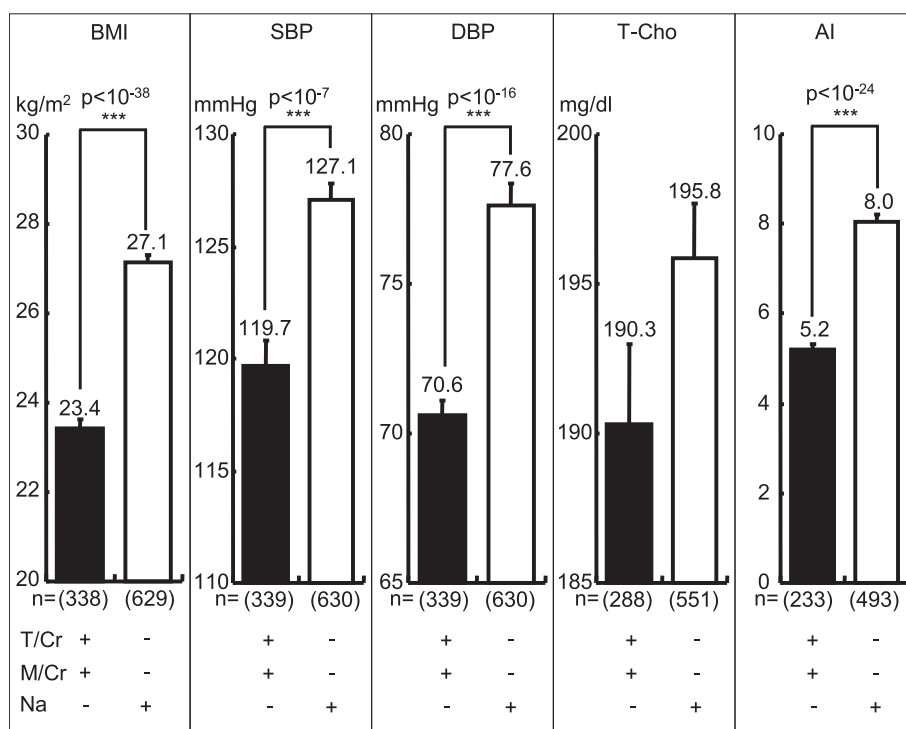 BMI SBP DBP T-Cho AI
kg/m² p<10⁻³⁸ mmHg p<10⁻⁷ mmHg p<10⁻¹⁶ mg/dl p<10⁻²⁴
*** *** *** ***
30 130 80 200 10
127.1 77.6 195.8 8.0
28 27.1 125 75 195 8
26 119.7 190.3
120 70.6 5.2 6
24 23.4 70 190 4
22 115 2
20 110 65 185 0
n= (338) (629) n= (339) (630) n= (339) (630) n= (288) (551) n= (233) (493)
T/Cr + - + - + - + - + -
M/Cr + - + - + - + - + -
Na - + - + - + - + - +